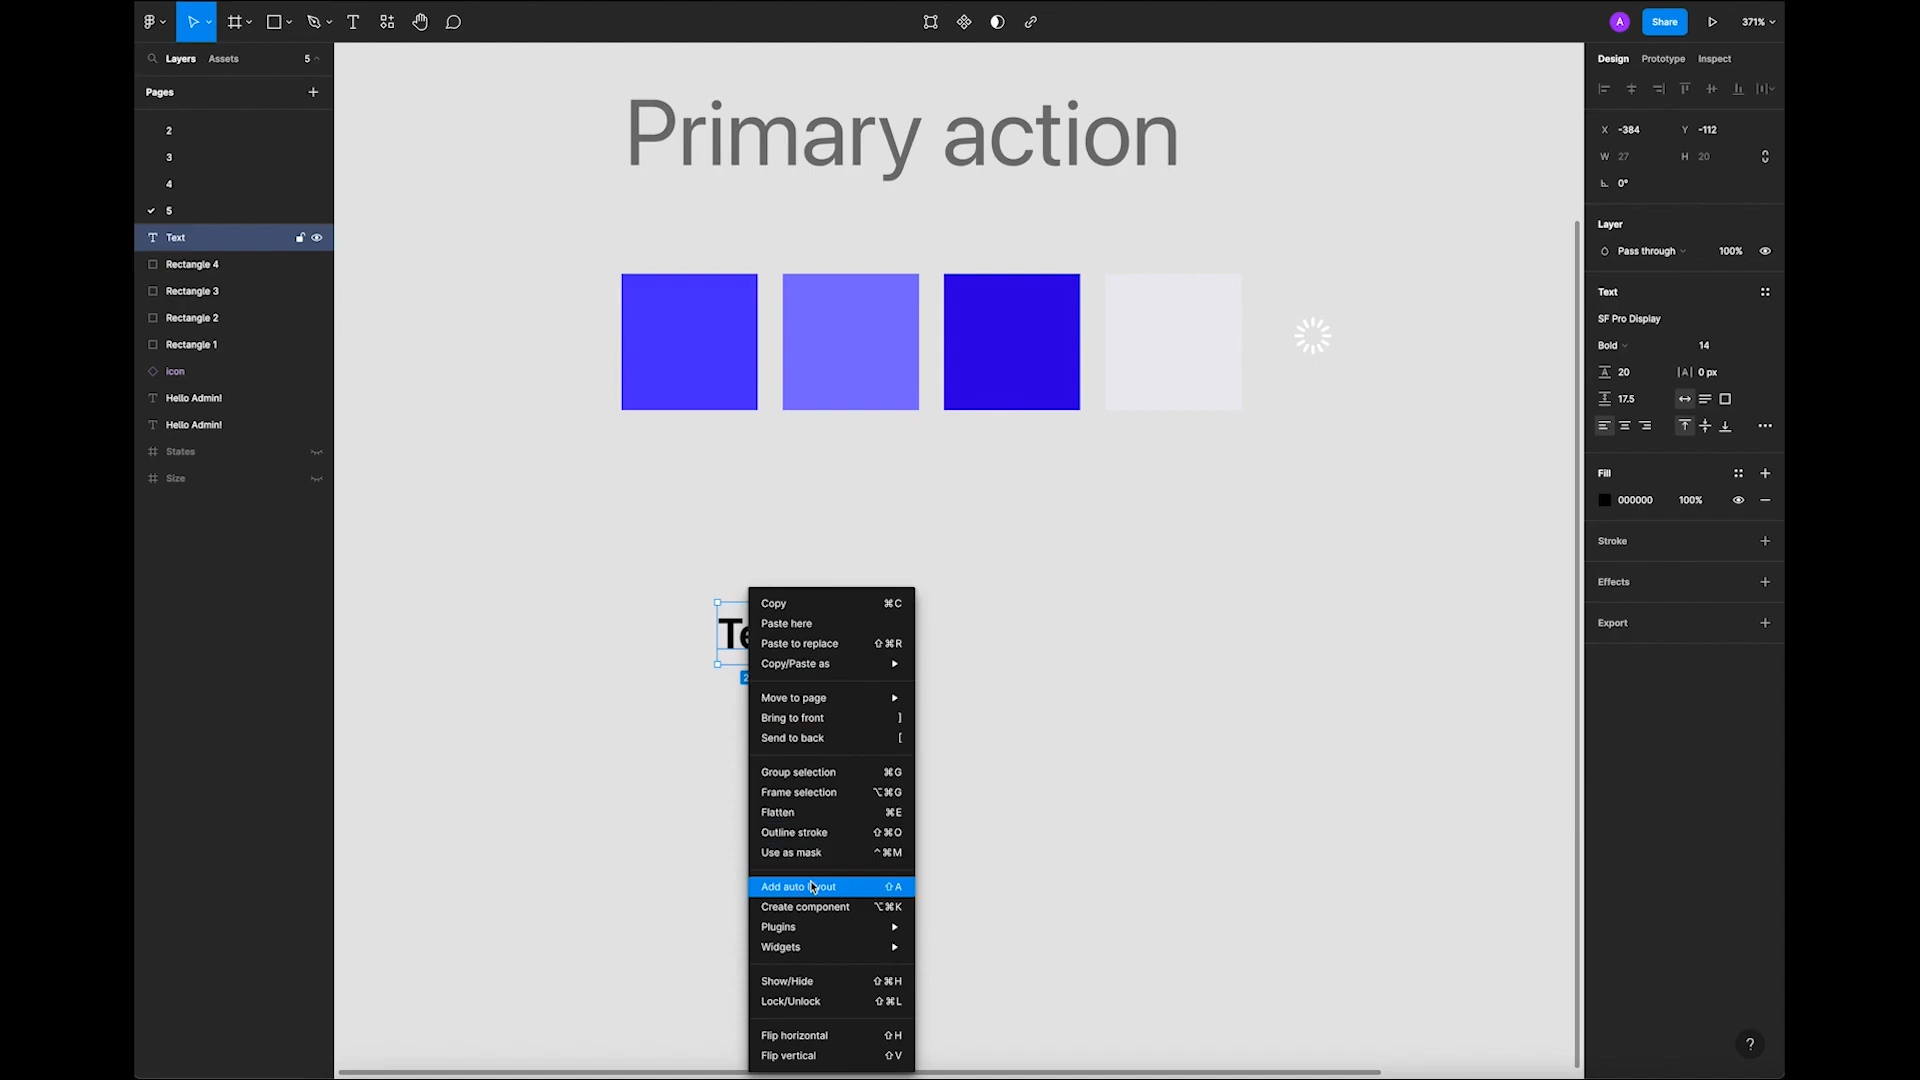 A
Share
371%
Layers
Assets
5
Pages
2
3
4
5
Text
Rectangle 4
Rectangle 3
Rectangle 2
Rectangle 1
icon
Hello Admin!
Hello Admin!
States
Size
Primary action
Copy ⌘C
Paste here
Paste to replace ⇧⌘R
Copy/Paste as
Move to page
Bring to front ]
Send to back [
Group selection ⌘G
Frame selection ⌥⌘G
Flatten ⌘E
Outline stroke ⇧⌘O
Use as mask ^⌘M
Add auto layout ⇧A
Create component ⌥⌘K
Plugins
Widgets
Show/Hide ⇧⌘H
Lock/Unlock ⇧⌘L
Flip horizontal ⇧H
Flip vertical ⇧V
Design Prototype Inspect
X -384 Y -112
W 27 H 20
0°
Layer
Pass through 100%
Text
SF Pro Display
Bold 14
20 |A| 0 px
17.5
Fill
000000 100%
Stroke
Effects
Export
?